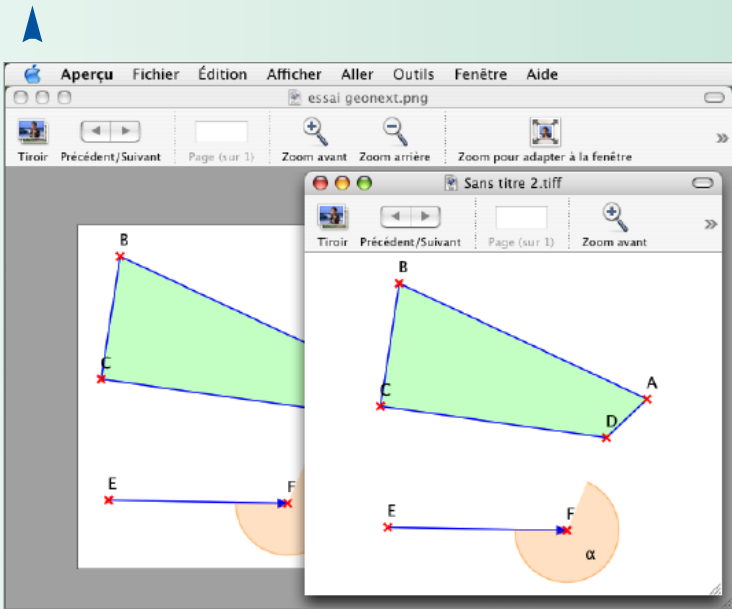 Aperçu Fichier Édition Afficher Aller Outils Fenêtre Aide
essai geonext.png
Tiroir Précédent/Suivant Page (sur 1) Zoom avant Zoom arrière Zoom pour adapter à la fenêtre
B
C
E
F
Sans titre 2.tiff
Tiroir Précédent/Suivant Page (sur 1) Zoom avant
B
A
C
D
E
F
α